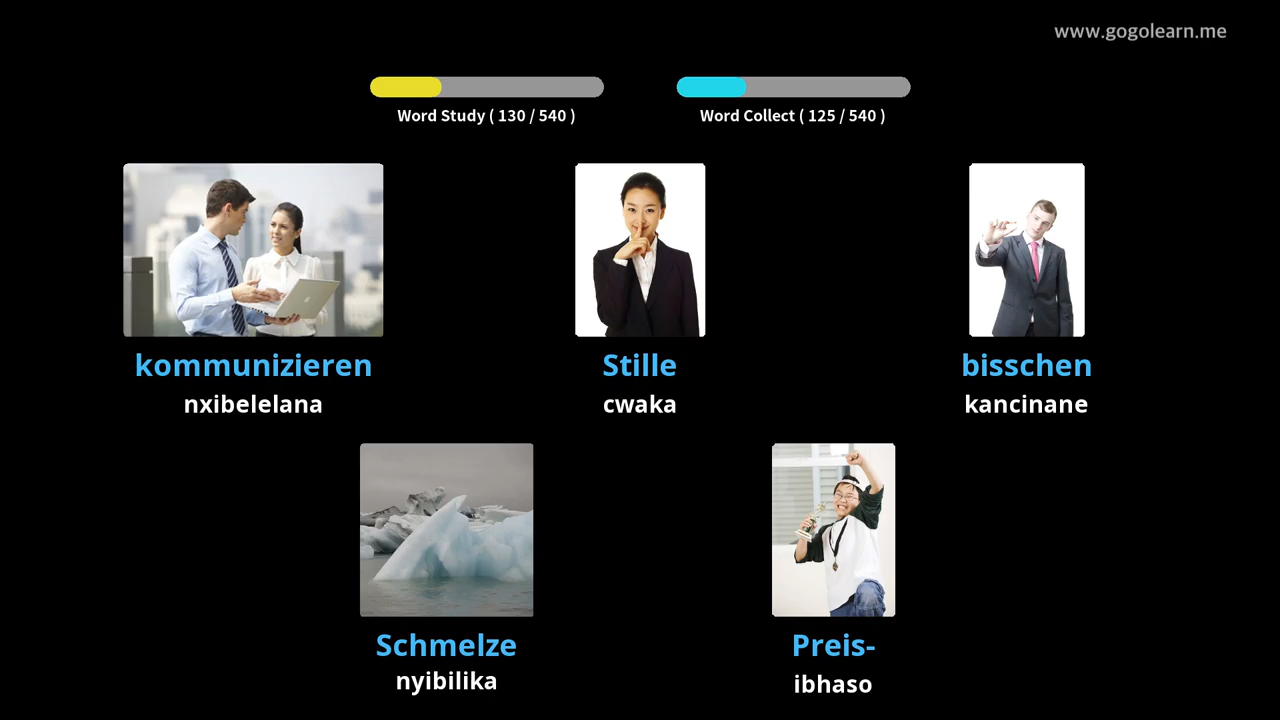 www.gogolearn.me
Word Study ( 130 / 540 )
Word Collect ( 125 / 540 )
kommunizieren
nxibelelana
Stille
cwaka
bisschen
kancinane
Schmelze
nyibilika
Preis-
ibhaso